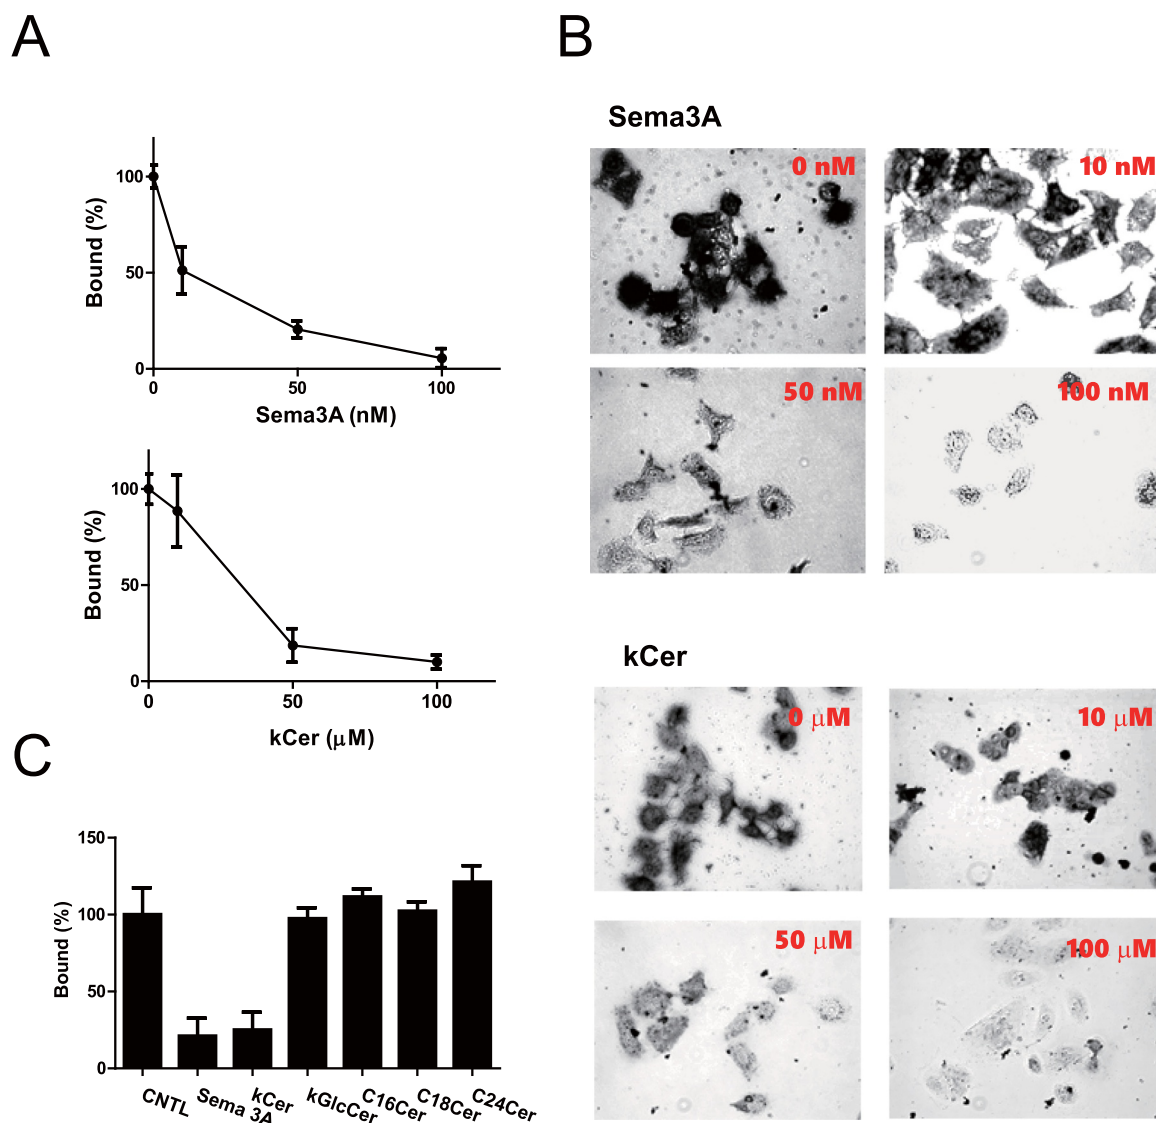 A
100
50
0
Bound (%)
0 50 100
Sema3A (nM)
100
50
0
Bound (%)
0 50 100
kCer (μM)
B
Sema3A
0 nM
10 nM
50 nM
100 nM
kCer
0 μM
10 μM
50 μM
100 μM
C
150
100
50
0
Bound (%)
CNTL Sema 3A kCer kGlcCer C16Cer C18Cer C24Cer